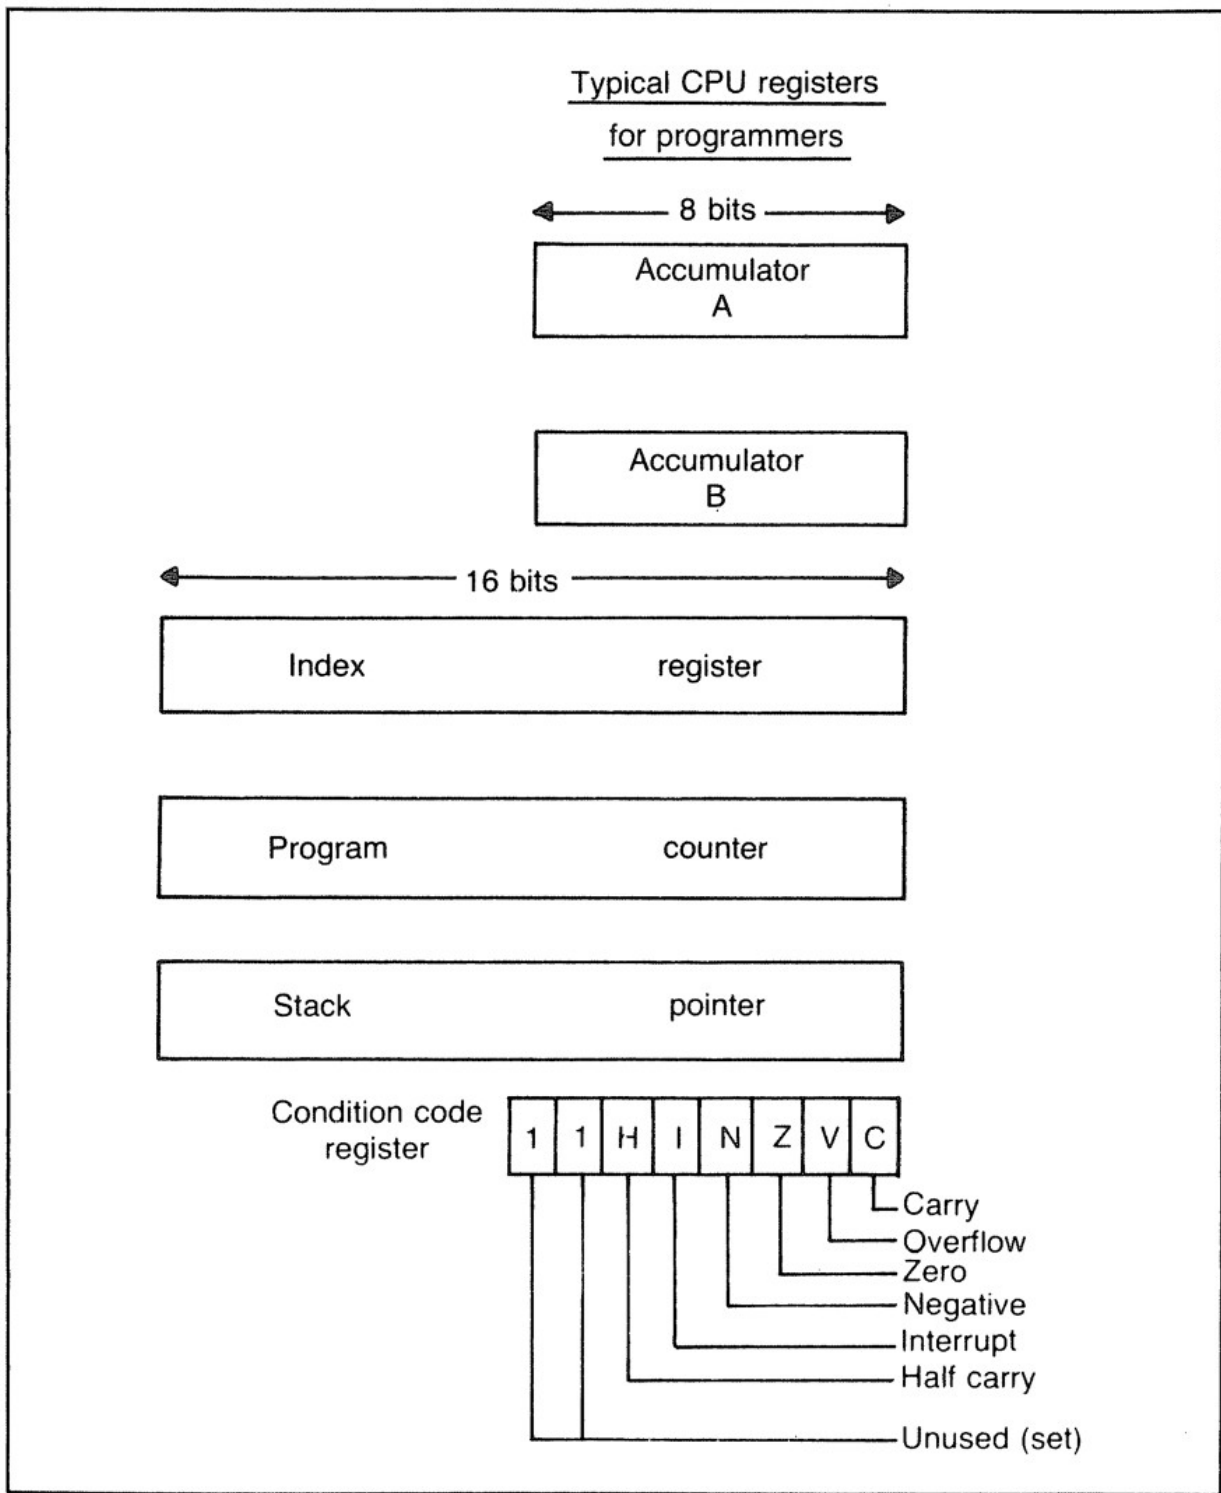 Typical CPU registers
for programmers
8 bits
Accumulator
A
Accumulator
B
16 bits
Index register
Program counter
Stack pointer
Condition code
register
1 1 H I N Z V C
Carry
Overflow
Zero
Negative
Interrupt
Half carry
Unused (set)